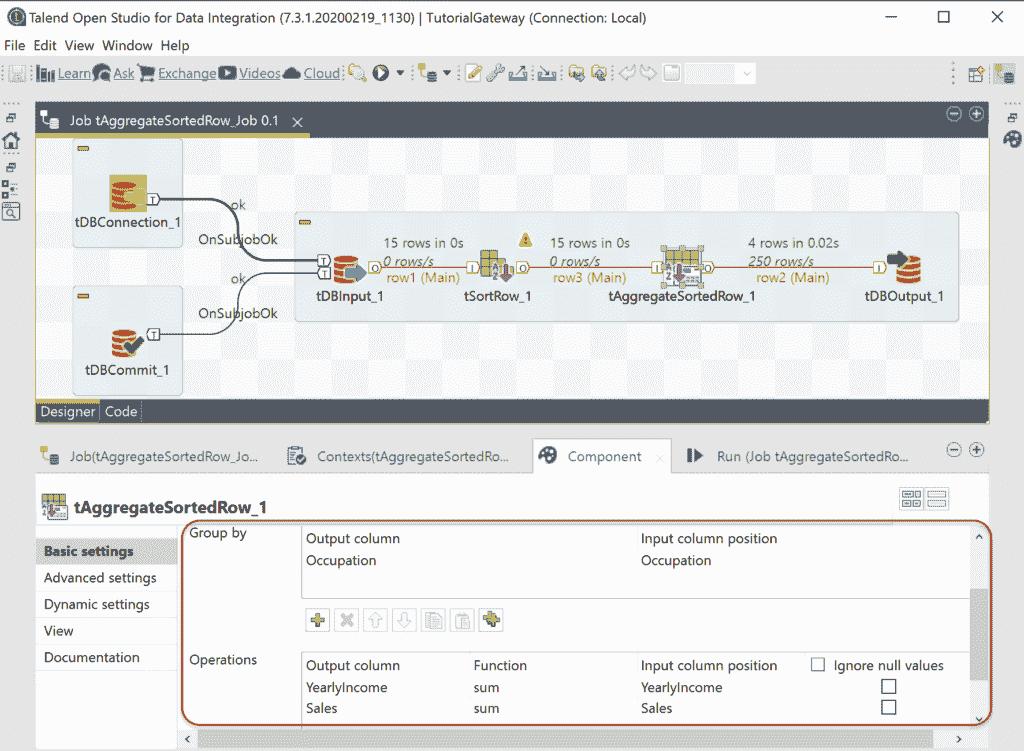 Talend Open Studio for Data Integration (7.3.1.20200219_1130) | TutorialGateway (Connection: Local)
File Edit View Window Help
Learn Ask Exchange Videos Cloud
Job tAggregateSortedRow_Job 0.1
ok
tDBConnection_1
OnSubjobOk
15 rows in 0s
15 rows in 0s
4 rows in 0.02s
0 rows/s
0 rows/s
250 rows/s
row1 (Main)
row3 (Main)
row2 (Main)
ok
tDBInput_1
tSortRow_1
tAggregateSortedRow_1
tDBOutput_1
OnSubjobOk
tDBCommit_1
Designer Code
Job(tAggregateSortedRow_Jo...
Contexts(tAggregateSortedRo...
Component
Run (Job tAggregateSortedRo...
tAggregateSortedRow_1
Basic settings
Advanced settings
Dynamic settings
View
Documentation
Group by
Output column Input column position
Occupation Occupation
Operations
Output column Function Input column position Ignore null values
YearlyIncome sum YearlyIncome
Sales sum Sales